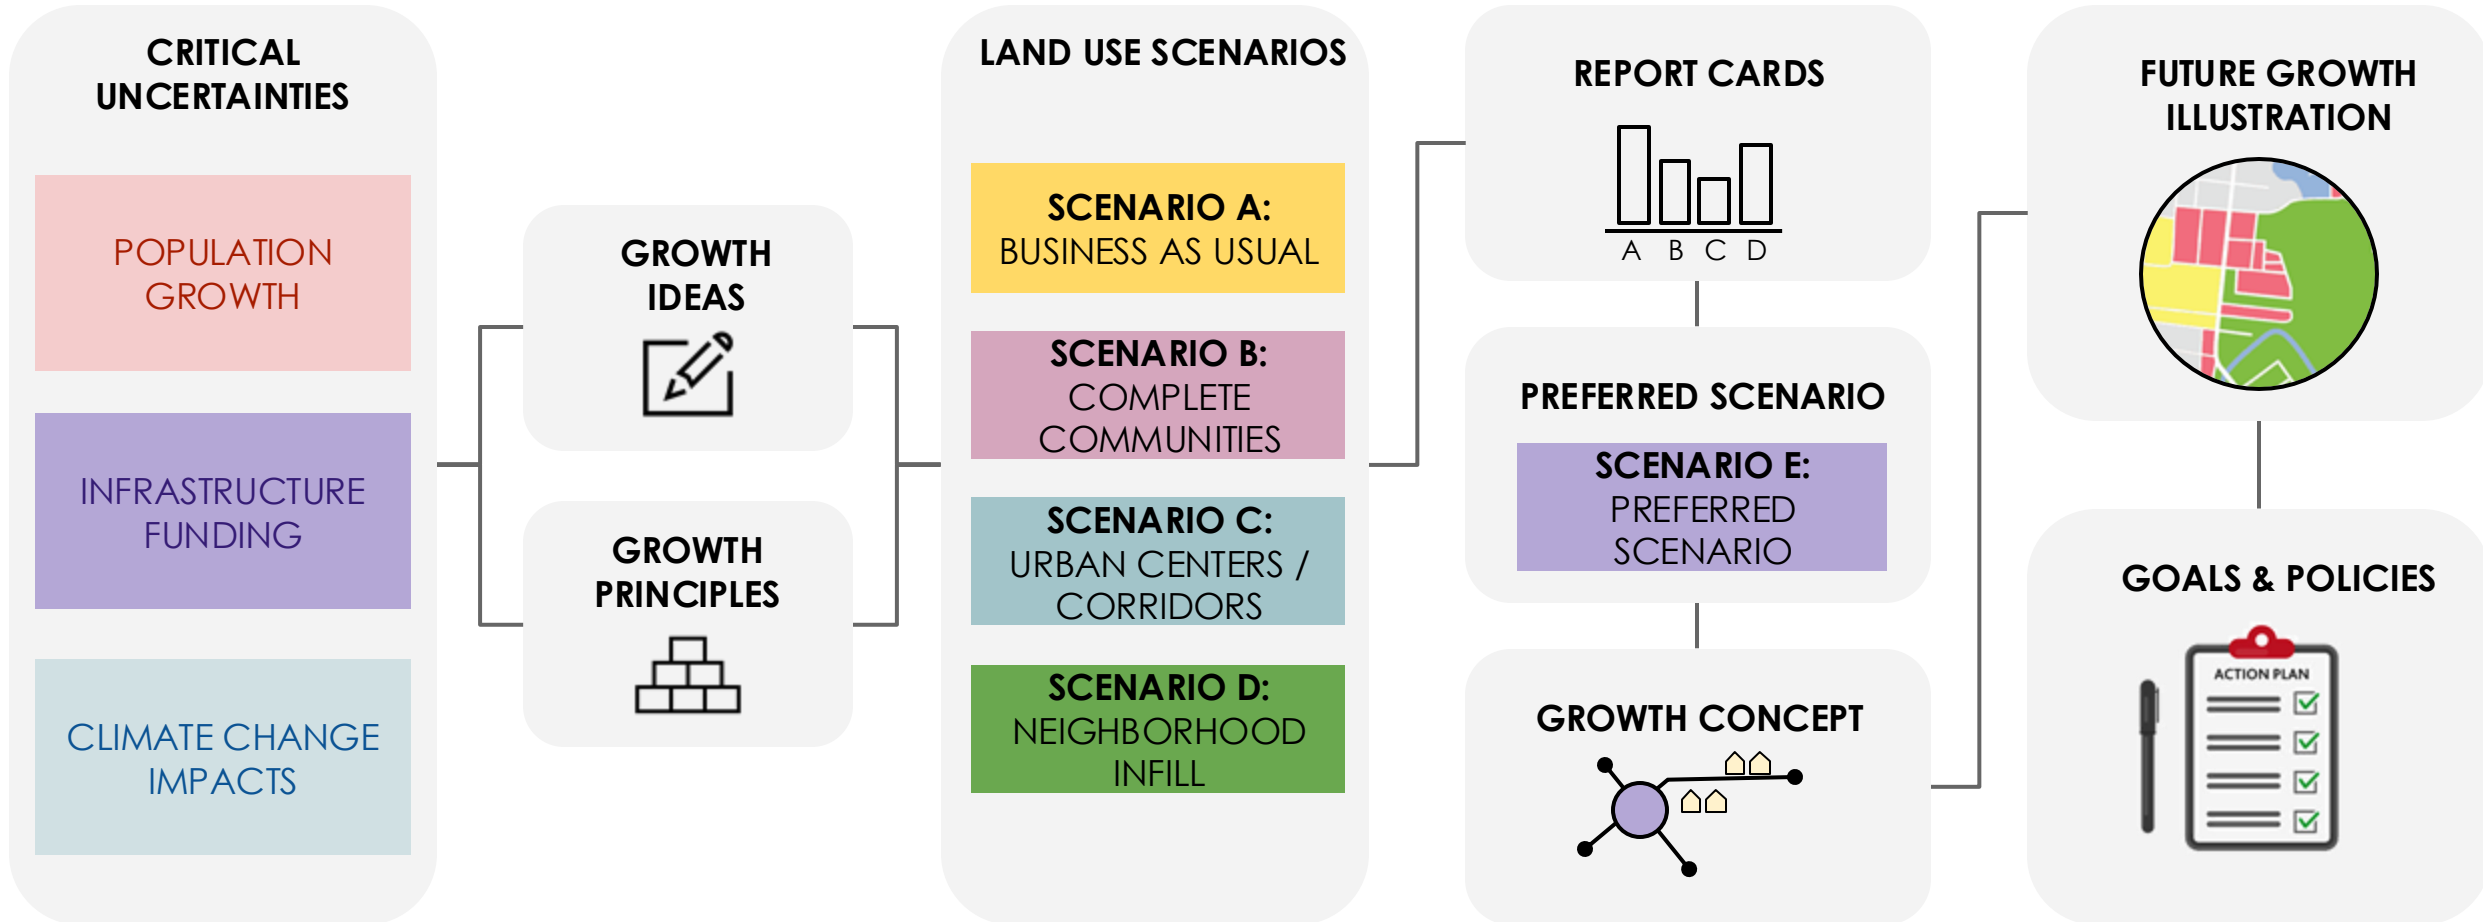 CRITICAL
UNCERTAINTIES
POPULATION
GROWTH
INFRASTRUCTURE
FUNDING
CLIMATE CHANGE
IMPACTS
GROWTH
IDEAS
GROWTH
PRINCIPLES
LAND USE SCENARIOS
SCENARIO A:
BUSINESS AS USUAL
SCENARIO B:
COMPLETE
COMMUNITIES
SCENARIO C:
URBAN CENTERS /
CORRIDORS
SCENARIO D:
NEIGHBORHOOD
INFILL
REPORT CARDS
A B C D
PREFERRED SCENARIO
SCENARIO E:
PREFERRED
SCENARIO
GROWTH CONCEPT
FUTURE GROWTH
ILLUSTRATION
GOALS & POLICIES
ACTION PLAN